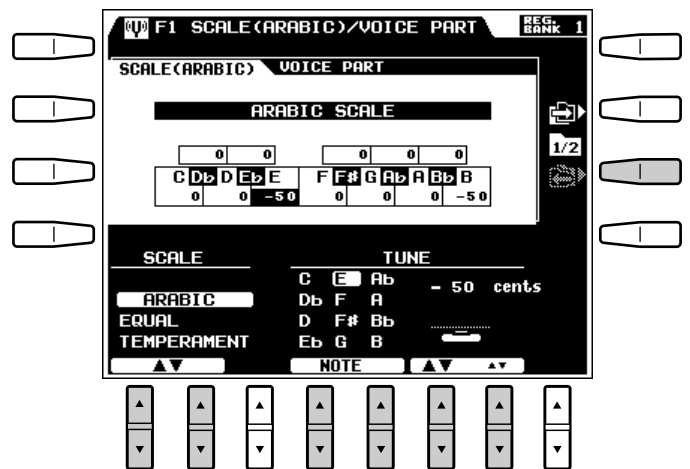 F1 SCALE(ARABIC)/VOICE PART
REG. BANK 1
SCALE(ARABIC) VOICE PART
ARABIC SCALE
1/2
0 0 0 0 0
C Db D Eb E F F# G Ab A Bb B
0 0 -50 0 0 0 -50
SCALE TUNE
C E Ab
- 50 cents
ARABIC Db F A
EQUAL D F# Bb
TEMPERAMENT Eb G B
▲▼ NOTE ▲▼ ▲▼